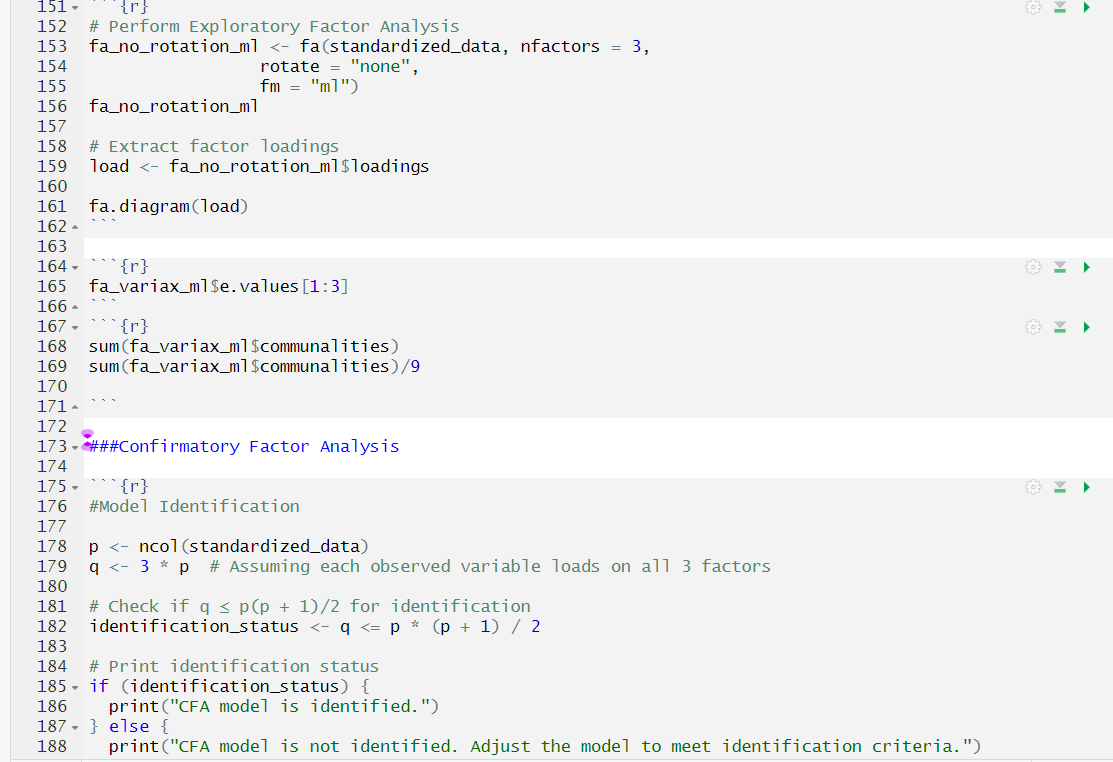 151 ```{r}
152 # Perform Exploratory Factor Analysis
153 fa_no_rotation_ml <- fa(standardized_data, nfactors = 3,
154                  rotate = "none",
155                  fm = "ml")
156 fa_no_rotation_ml
157
158 # Extract factor loadings
159 load <- fa_no_rotation_ml$loadings
160
161 fa.diagram(load)
162 ```
163
164 ```{r}
165 fa_variax_ml$e.values[1:3]
166 ```
167 ```{r}
168 sum(fa_variax_ml$communalities)
169 sum(fa_variax_ml$communalities)/9
170
171 ```
172
173 ###Confirmatory Factor Analysis
174
175 ```{r}
176 #Model Identification
177
178 p <- ncol(standardized_data)
179 q <- 3 * p  # Assuming each observed variable loads on all 3 factors
180
181 # Check if q ≤ p(p + 1)/2 for identification
182 identification_status <- q <= p * (p + 1) / 2
183
184 # Print identification status
185 if (identification_status) {
186   print("CFA model is identified.")
187 } else {
188   print("CFA model is not identified. Adjust the model to meet identification criteria.")